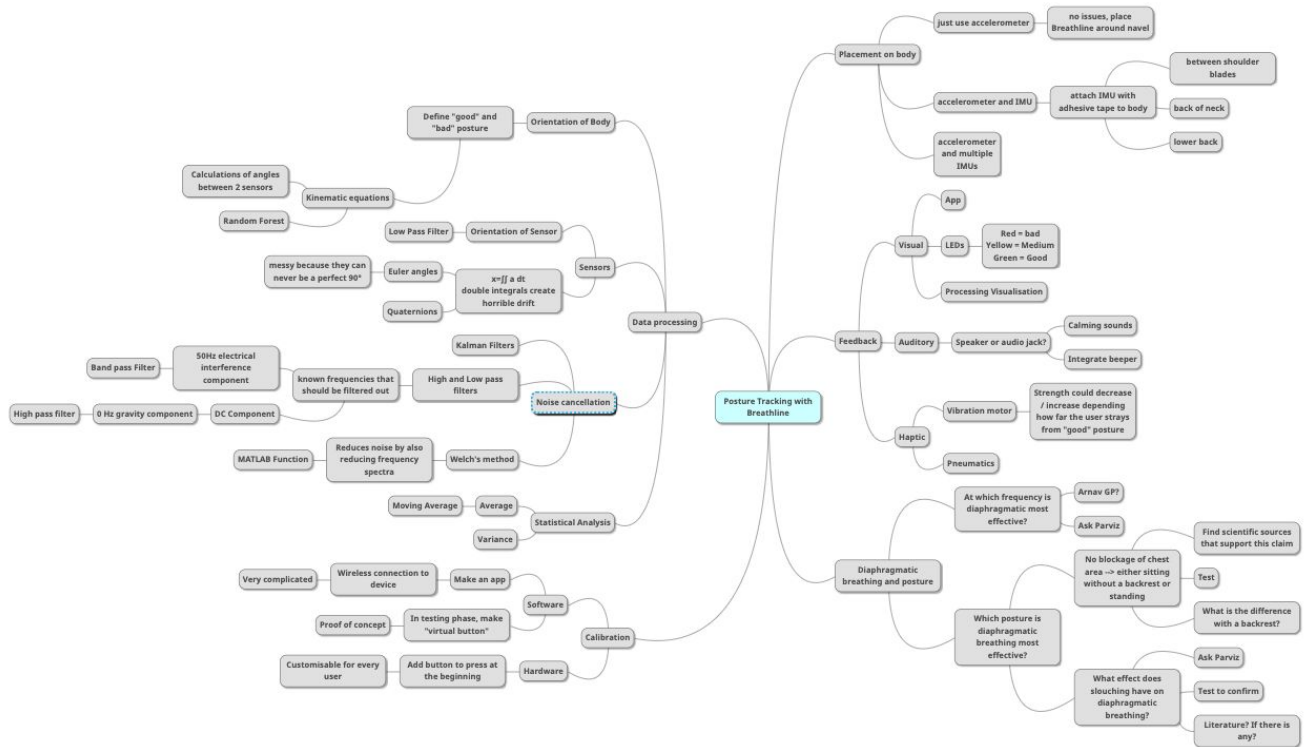 Posture Tracking with
Breathline
Placement on body
just use accelerometer
no issues, place
Breathline around navel
accelerometer and IMU
attach IMU with
adhesive tape to body
between shoulder
blades
back of neck
lower back
accelerometer
and multiple
IMUs
Feedback
Visual
App
LEDs
Red = bad
Yellow = Medium
Green = Good
Processing Visualisation
Auditory
Speaker or audio jack?
Calming sounds
Integrate beeper
Haptic
Vibration motor
Strength could decrease
/ increase depending
how far the user strays
from "good" posture
Pneumatics
Diaphragmatic
breathing and posture
At which frequency is
diaphragmatic most
effective?
Arnav GP?
Ask Parviz
Which posture is
diaphragmatic
breathing most
effective?
No blockage of chest
area --> either sitting
without a backrest or
standing
Find scientific sources
that support this claim
Test
What is the difference
with a backrest?
What effect does
slouching have on
diaphragmatic
breathing?
Ask Parviz
Test to confirm
Literature? If there is
any?
Data processing
Orientation of Body
Define "good" and
"bad" posture
Kinematic equations
Calculations of angles
between 2 sensors
Random Forest
Sensors
Orientation of Sensor
Low Pass Filter
x=∫∫ a dt
double integrals create
horrible drift
Euler angles
messy because they can
never be a perfect 90°
Quaternions
Noise cancellation
Kalman Filters
High and Low pass
filters
known frequencies that
should be filtered out
50Hz electrical
interference
component
Band pass Filter
DC Component
0 Hz gravity component
High pass filter
Welch's method
Reduces noise by also
reducing frequency
spectra
MATLAB Function
Statistical Analysis
Average
Moving Average
Variance
Calibration
Software
Make an app
Wireless connection to
device
Very complicated
In testing phase, make
"virtual button"
Proof of concept
Hardware
Add button to press at
the beginning
Customisable for every
user